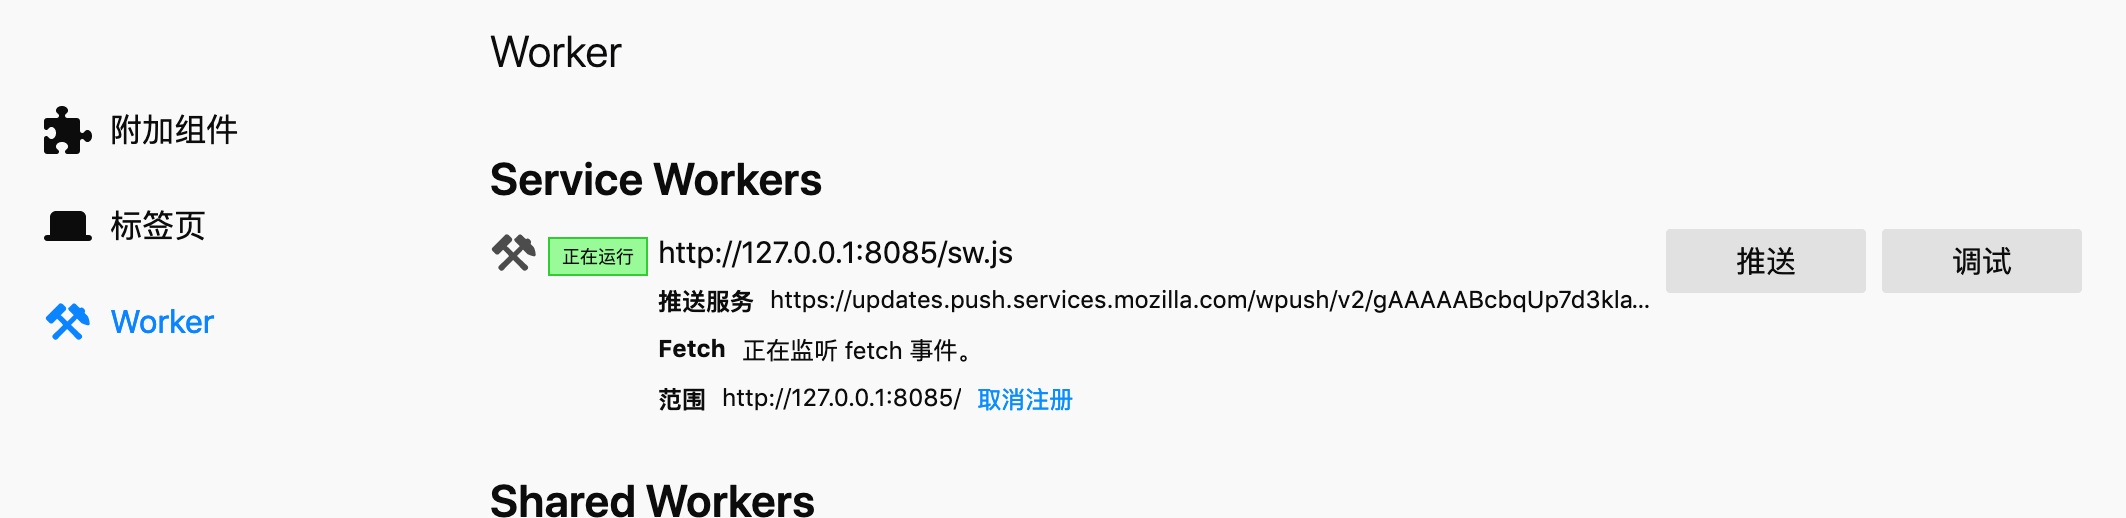 Worker
附加组件
标签页
Worker
Service Workers
正在运行 http://127.0.0.1:8085/sw.js
推送 调试
推送服务 https://updates.push.services.mozilla.com/wpush/v2/gAAAAABcbqUp7d3kla...
Fetch 正在监听 fetch 事件。
范围 http://127.0.0.1:8085/ 取消注册
Shared Workers